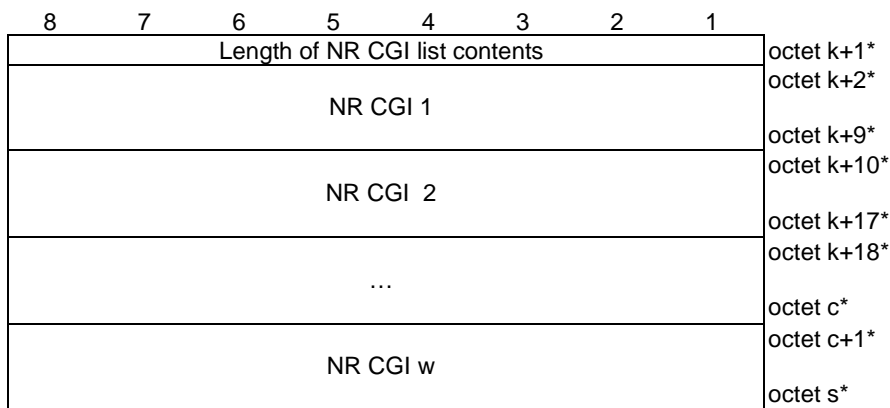 8 7 6 5 4 3 2 1
Length of NR CGI list contents octet k+1*
octet k+2*
NR CGI 1
octet k+9*
octet k+10*
NR CGI 2
octet k+17*
octet k+18*
…
octet c*
octet c+1*
NR CGI w
octet s*